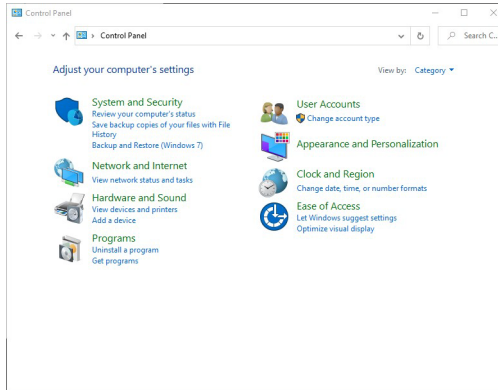 Control Panel
Control Panel
Search C...
Adjust your computer's settings
View by: Category
System and Security
Review your computer's status
Save backup copies of your files with File
History
Backup and Restore (Windows 7)
Network and Internet
View network status and tasks
Hardware and Sound
View devices and printers
Add a device
Programs
Uninstall a program
Get programs
User Accounts
Change account type
Appearance and Personalization
Clock and Region
Change date, time, or number formats
Ease of Access
Let Windows suggest settings
Optimize visual display